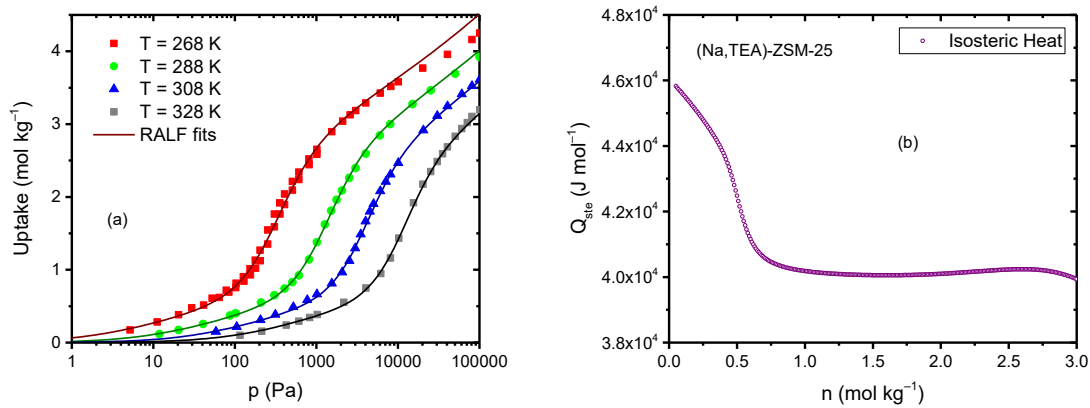 T = 268 K
T = 288 K
T = 308 K
T = 328 K
RALF fits
(a)
Uptake (mol kg⁻¹)
4
3
2
1
0
1 10 100 1000 10000 100000
p (Pa)
(Na,TEA)-ZSM-25
Isosteric Heat
(b)
Q_ste (J mol⁻¹)
4.8x10⁴
4.6x10⁴
4.4x10⁴
4.2x10⁴
4.0x10⁴
3.8x10⁴
0.0 0.5 1.0 1.5 2.0 2.5 3.0
n (mol kg⁻¹)